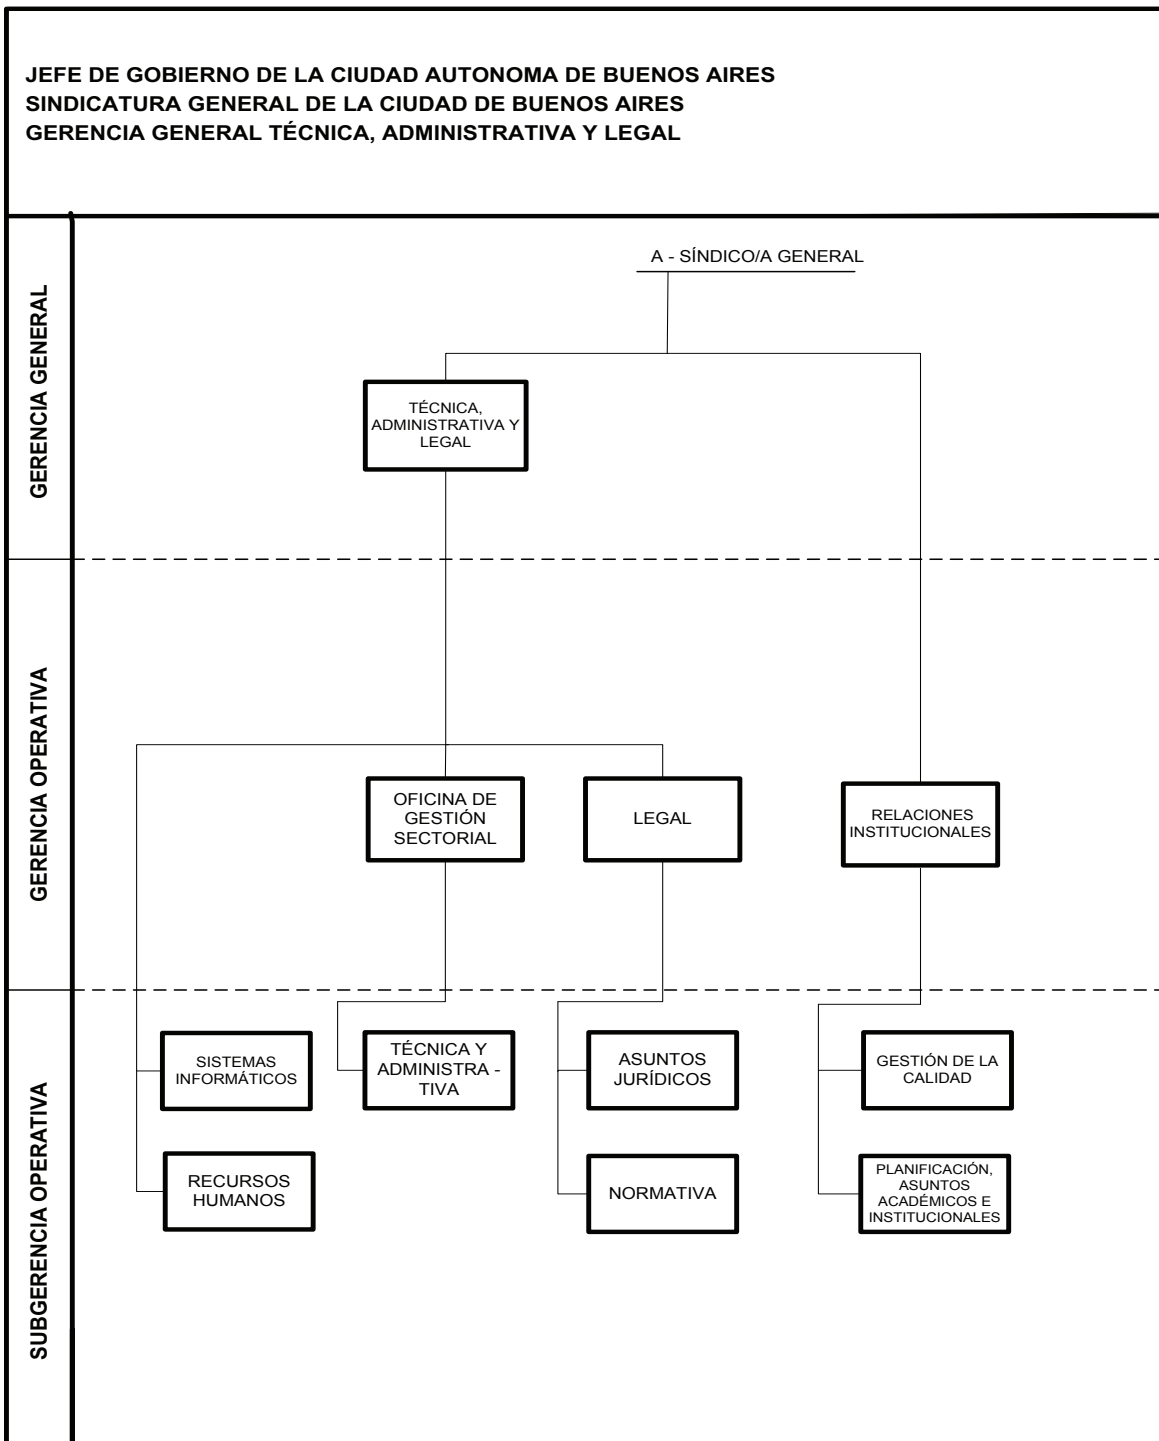 JEFE DE GOBIERNO DE LA CIUDAD AUTONOMA DE BUENOS AIRES
SINDICATURA GENERAL DE LA CIUDAD DE BUENOS AIRES
GERENCIA GENERAL TÉCNICA, ADMINISTRATIVA Y LEGAL
GERENCIA GENERAL
A - SÍNDICO/A GENERAL
TÉCNICA,
ADMINISTRATIVA Y
LEGAL
GERENCIA OPERATIVA
OFICINA DE
GESTIÓN
SECTORIAL
LEGAL
RELACIONES
INSTITUCIONALES
SUBGERENCIA OPERATIVA
SISTEMAS
INFORMÁTICOS
TÉCNICA Y
ADMINISTRA -
TIVA
ASUNTOS
JURÍDICOS
GESTIÓN DE LA
CALIDAD
RECURSOS
HUMANOS
NORMATIVA
PLANIFICACIÓN,
ASUNTOS
ACADÉMICOS E
INSTITUCIONALES